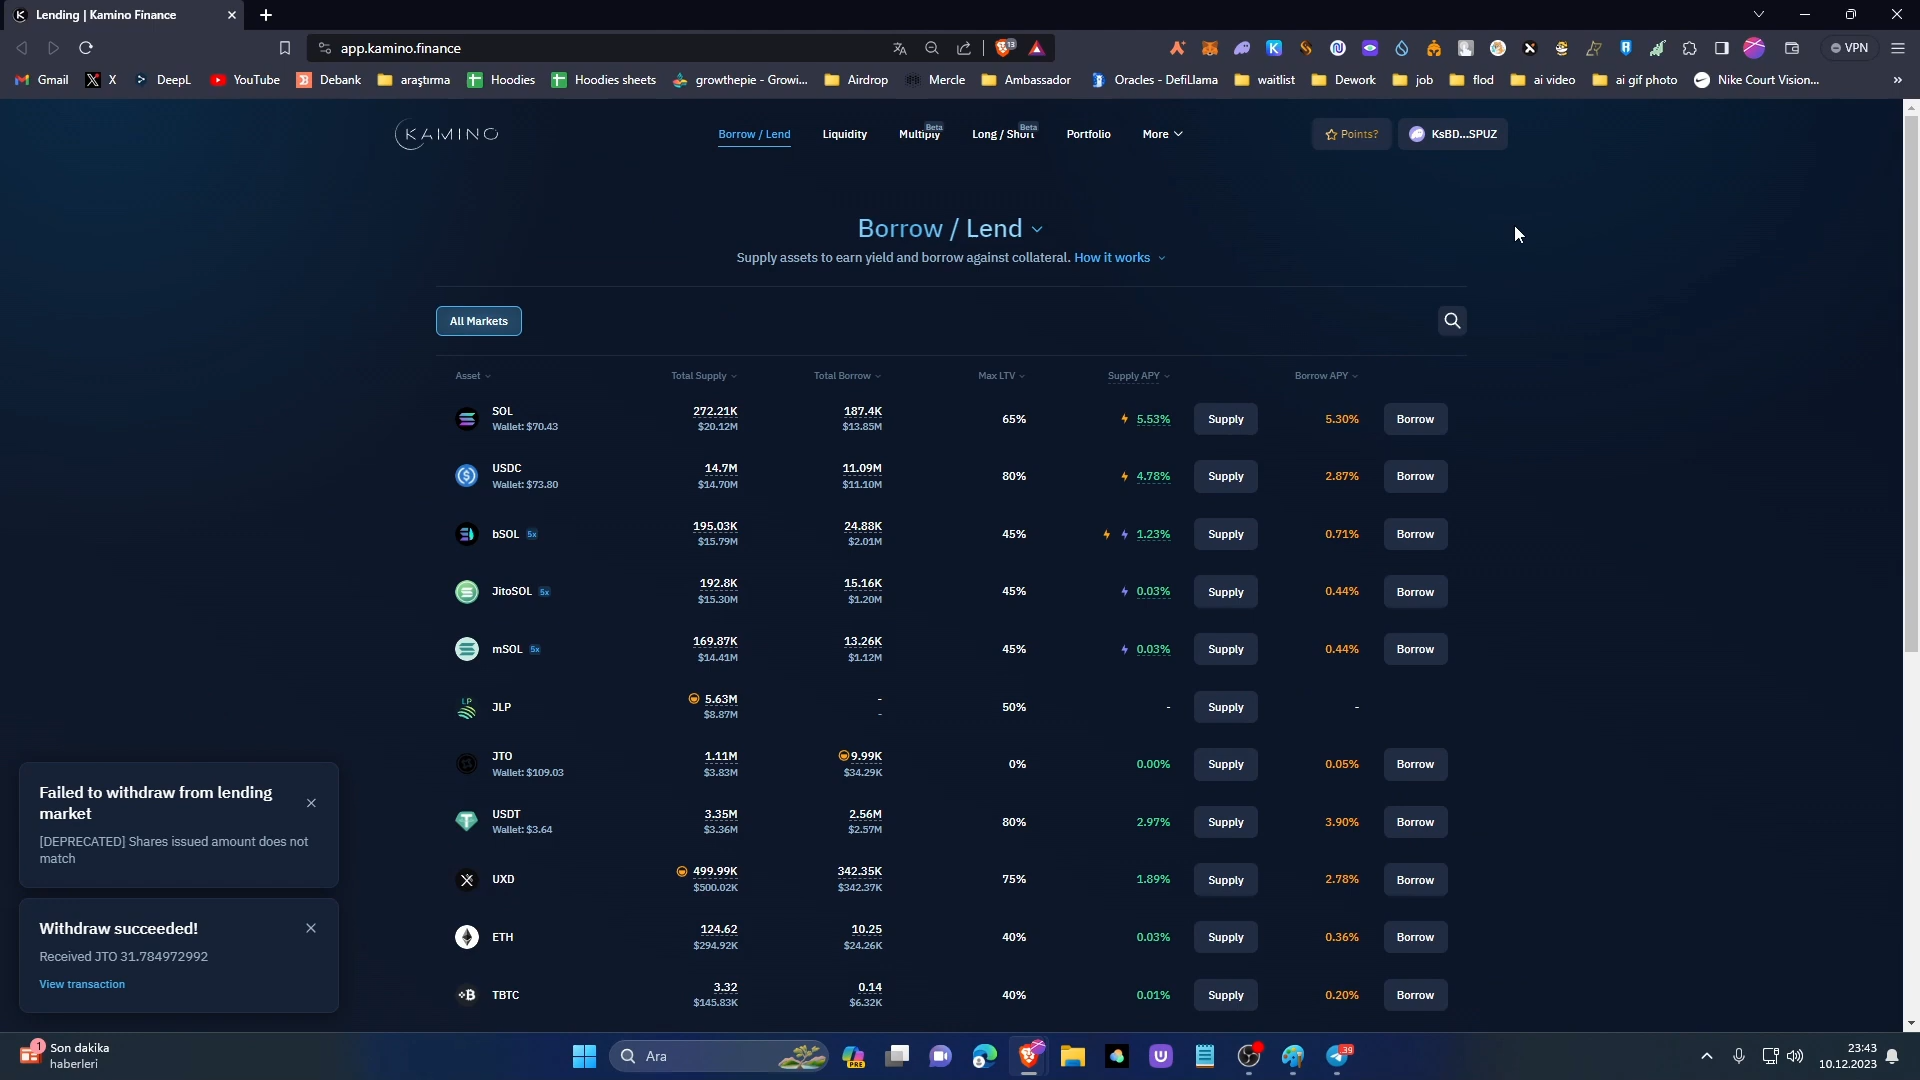 Lending | Kamino Finance
app.kamino.finance
13
VPN
Gmail X DeepL YouTube Debank araştırma Hoodies Hoodies sheets growthepie - Growi... Airdrop Mercle Ambassador Oracles - DefiLlama waitlist Dework job flod ai video ai gif photo Nike Court Vision...
KAMINO
Borrow / Lend Liquidity Multiply Beta Long / Short Beta Portfolio More
Points? KsBD...SPUZ
Borrow / Lend
Supply assets to earn yield and borrow against collateral. How it works
All Markets
Asset Total Supply Total Borrow Max LTV Supply APY Borrow APY
SOL 272.21K 187.4K 65% 5.53% Supply 5.30% Borrow
Wallet: $70.43 $20.12M $13.85M
USDC 14.7M 11.09M 80% 4.78% Supply 2.87% Borrow
Wallet: $73.80 $14.70M $11.10M
bSOL 5x 195.03K 24.88K 45% 1.23% Supply 0.71% Borrow
$15.79M $2.01M
JitoSOL 5x 192.8K 15.16K 45% 0.03% Supply 0.44% Borrow
$15.30M $1.20M
mSOL 5x 169.87K 13.26K 45% 0.03% Supply 0.44% Borrow
$14.41M $1.12M
LP JLP 5.63M - 50% - Supply -
$8.87M -
JTO 1.11M 9.99K 0% 0.00% Supply 0.05% Borrow
Wallet: $109.03 $3.83M $34.29K
USDT 3.35M 2.56M 80% 2.97% Supply 3.90% Borrow
Wallet: $3.64 $3.36M $2.57M
UXD 499.99K 342.35K 75% 1.89% Supply 2.78% Borrow
$500.02K $342.37K
ETH 124.62 10.25 40% 0.03% Supply 0.36% Borrow
$294.92K $24.26K
TBTC 3.32 0.14 40% 0.01% Supply 0.20% Borrow
$145.83K $6.32K
Failed to withdraw from lending
market
[DEPRECATED] Shares issued amount does not
match
Withdraw succeeded!
Received JTO 31.784972992
View transaction
1
Son dakika
haberleri
Ara
PRE
39
23:43
10.12.2023